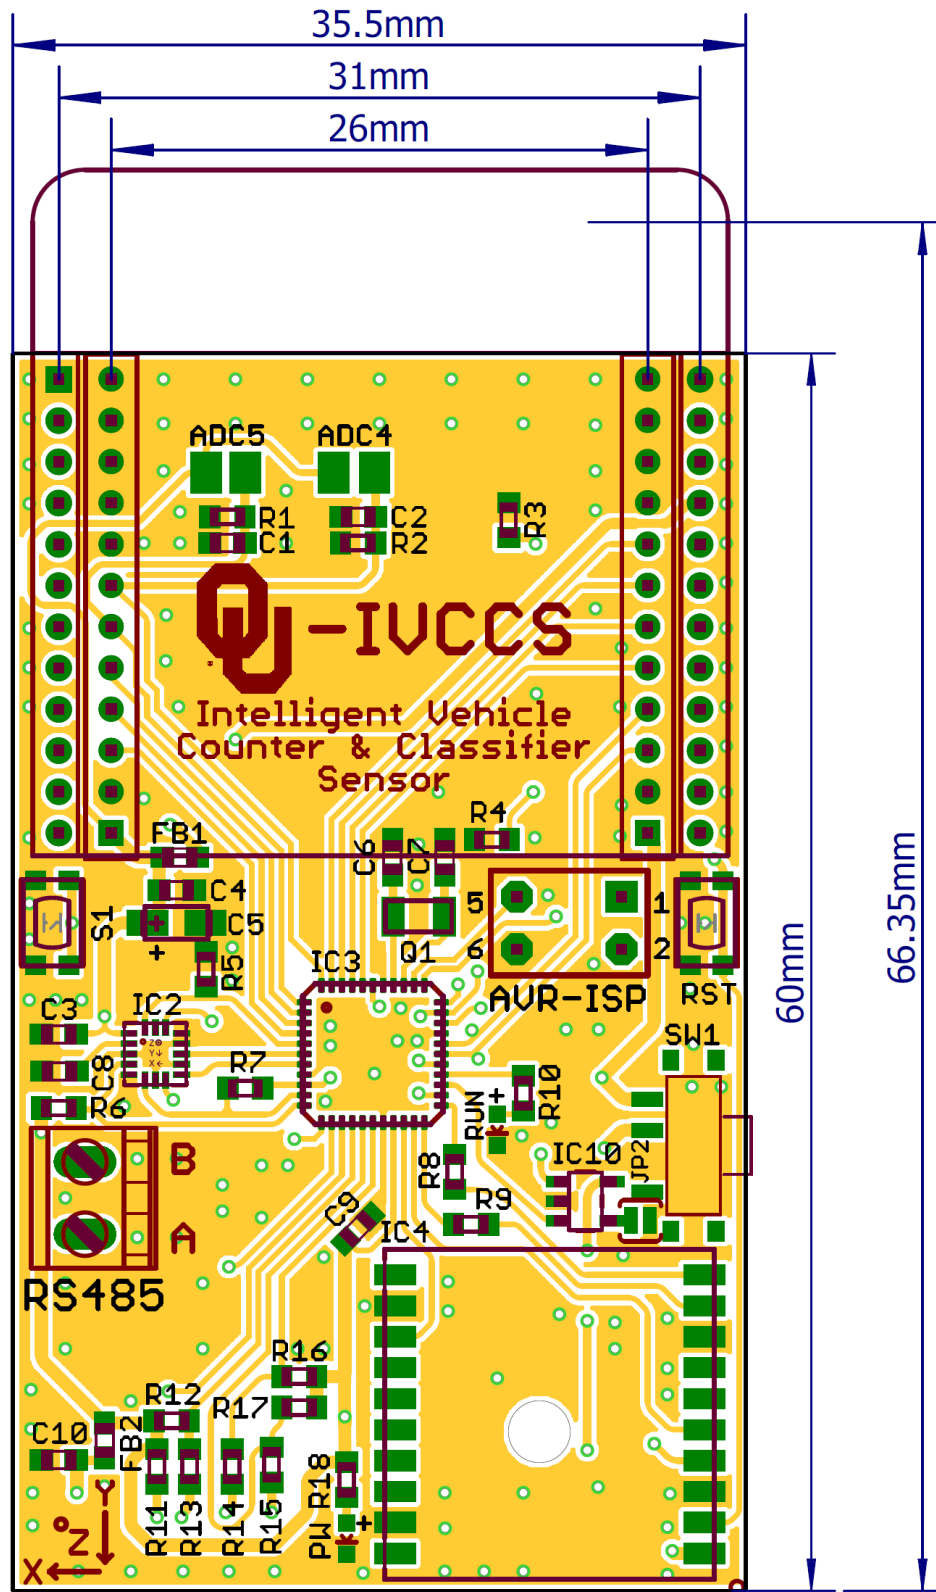 35.5mm
31mm
26mm
66.35mm
60mm
ADC5
ADC4
R1
C1
C2
R2
R3
OU-IVCCS
Intelligent Vehicle
Counter & Classifier
Sensor
R4
FB1
C6
C7
C4
C5
+
+
S1
R5
Q1
5
1
6
2
AVR-ISP
RST
IC3
IC2
C3
C8
R6
R7
Z
Y
X
SW1
R10
RUN
+
IC10
JP2
R8
R9
B
A
RS485
C9
IC4
R16
R17
R12
C10
FB2
R11
R13
R14
R15
R18
PW
+
Y
Z
X